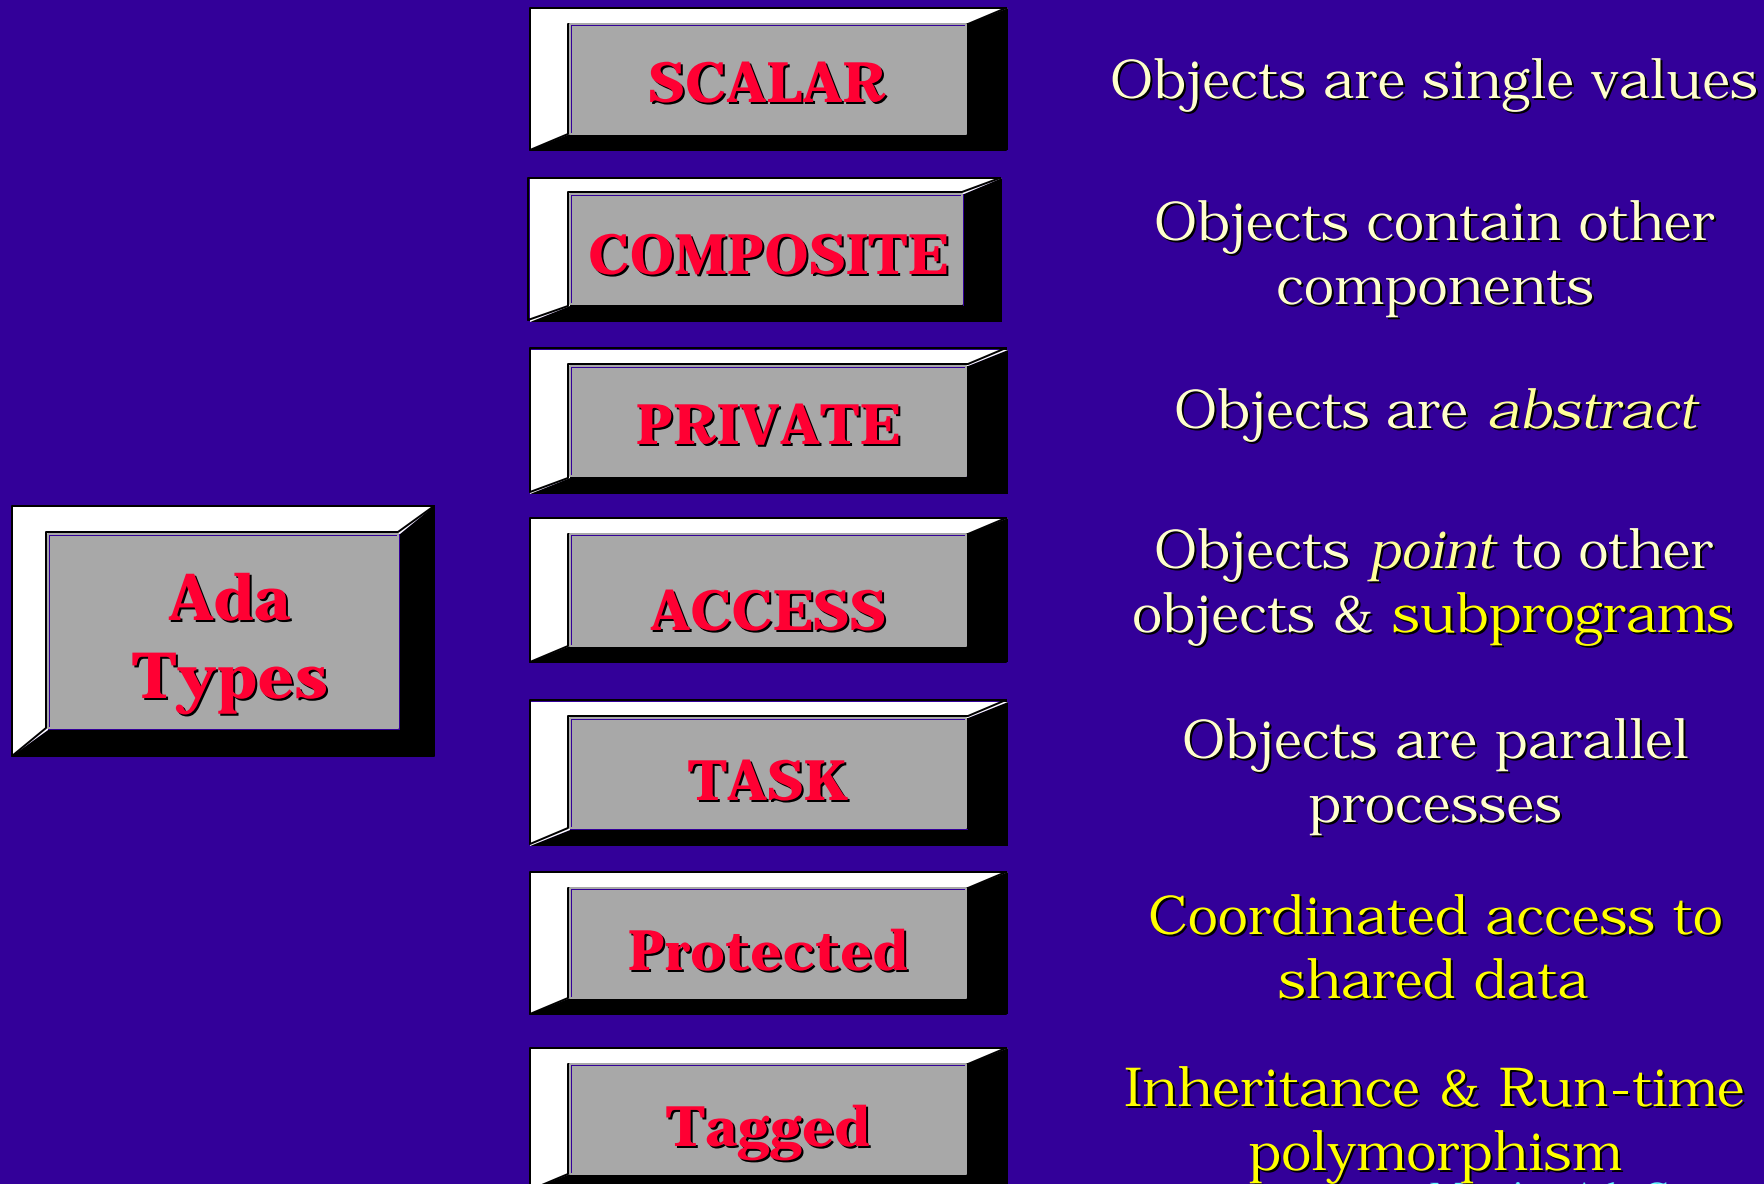 SCALAR
Objects are single values
COMPOSITE
Objects contain other
components
PRIVATE
Objects are abstract
Ada
Types
ACCESS
Objects point to other
objects & subprograms
TASK
Objects are parallel
processes
Protected
Coordinated access to
shared data
Tagged
Inheritance & Run-time
polymorphism